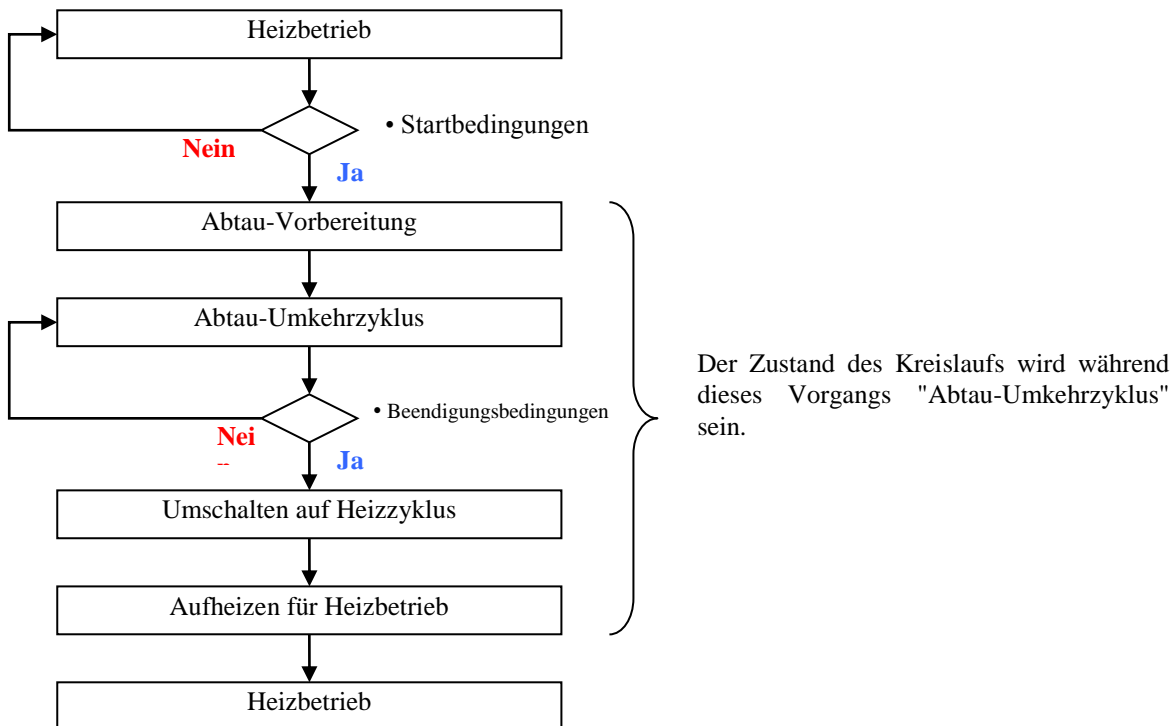 Heizbetrieb
• Startbedingungen
Nein
Ja
Abtau-Vorbereitung
Abtau-Umkehrzyklus
• Beendigungsbedingungen
Nei
Ja
Umschalten auf Heizzyklus
Aufheizen für Heizbetrieb
Heizbetrieb
Der Zustand des Kreislaufs wird während
dieses Vorgangs "Abtau-Umkehrzyklus"
sein.